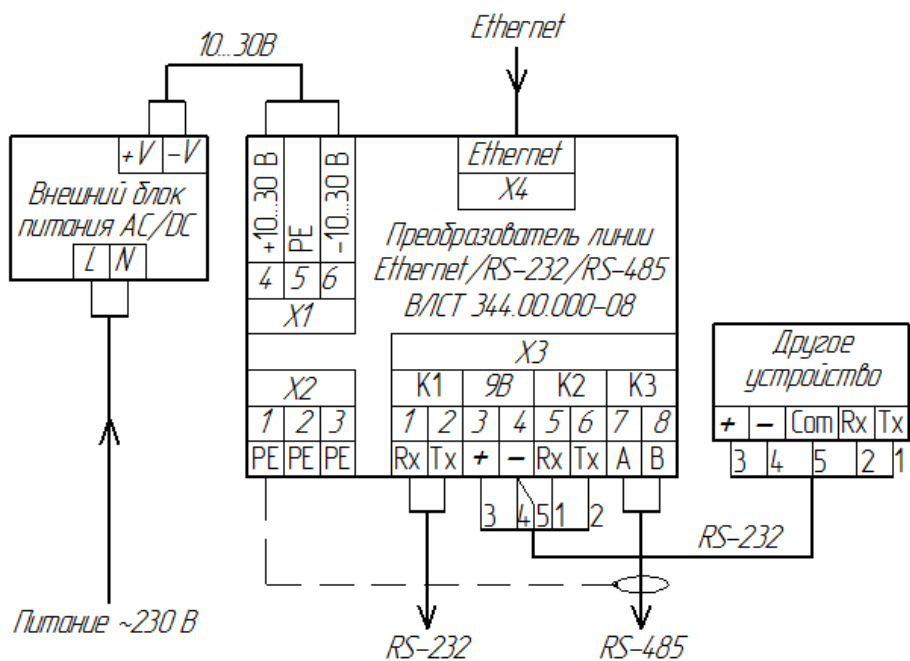 Ethernet
10...30В
+V –V
Внешний блок
питания AC/DC
L N
+10...30 В
PE
–10...30 В
4 5 6
X1
Ethernet
X4
Преобразователь линии
Ethernet/RS–232/RS–485
ВЛСТ 344.00.000–08
X3
К1 9В К2 К3
1 2 3 4 5 6 7 8
Rx Tx + – Rx Tx A B
X2
1 2 3
PE PE PE
3 4 5 1 2
Другое
устройство
+ – Com Rx Tx
3 4 5 2 1
RS–232
Питание ~230 В
RS–232
RS–485